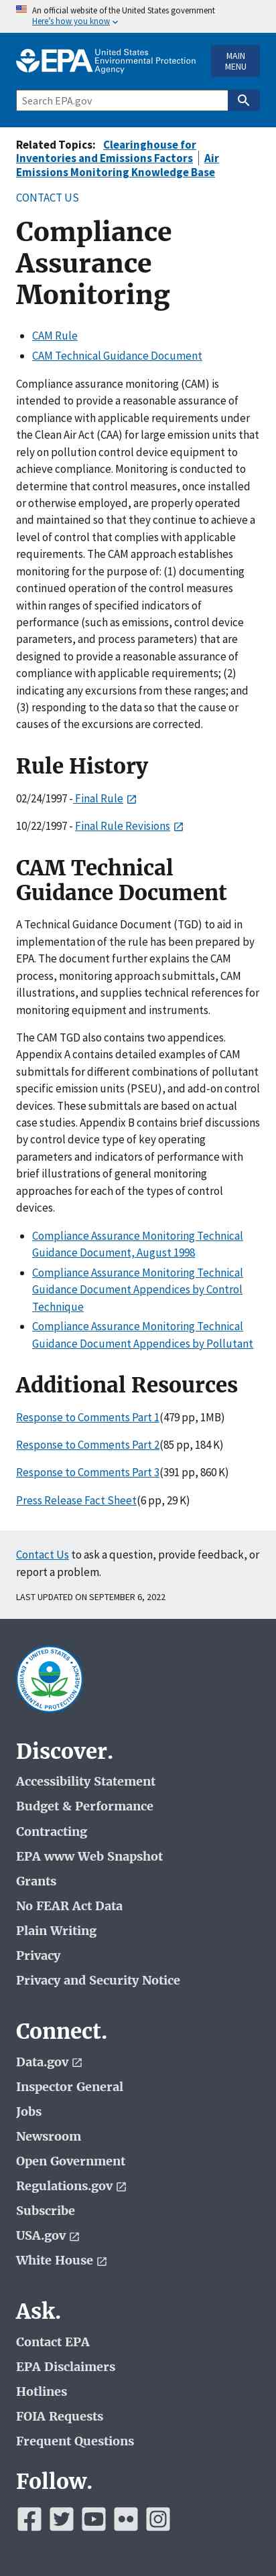 An official website of the United States government
Here's how you know
EPA United States
Environmental Protection
Agency
MAIN
MENU
Search EPA.gov
Related Topics: Clearinghouse for
Inventories and Emissions Factors | Air
Emissions Monitoring Knowledge Base
CONTACT US
Compliance
Assurance
Monitoring
• CAM Rule
• CAM Technical Guidance Document
Compliance assurance monitoring (CAM) is
intended to provide a reasonable assurance of
compliance with applicable requirements under
the Clean Air Act (CAA) for large emission units that
rely on pollution control device equipment to
achieve compliance. Monitoring is conducted to
determine that control measures, once installed
or otherwise employed, are properly operated
and maintained so that they continue to achieve a
level of control that complies with applicable
requirements. The CAM approach establishes
monitoring for the purpose of: (1) documenting
continued operation of the control measures
within ranges of specified indicators of
performance (such as emissions, control device
parameters, and process parameters) that are
designed to provide a reasonable assurance of
compliance with applicable requirements; (2)
indicating any excursions from these ranges; and
(3) responding to the data so that the cause or
causes of the excursions are corrected.
Rule History
02/24/1997 - Final Rule
10/22/1997 - Final Rule Revisions
CAM Technical
Guidance Document
A Technical Guidance Document (TGD) to aid in
implementation of the rule has been prepared by
EPA. The document further explains the CAM
process, monitoring approach submittals, CAM
illustrations, and supplies technical references for
monitoring equipment and instruments.
The CAM TGD also contains two appendices.
Appendix A contains detailed examples of CAM
submittals for different combinations of pollutant
specific emission units (PSEU), and add-on control
devices. These submittals are based on actual
case study. Appendix B contains brief discussions
by control device type of key operating
parameters and indicators of performance with
brief illustrations of general monitoring
approaches for each of the types of control
devices.
• Compliance Assurance Monitoring Technical
Guidance Document, August 1998
• Compliance Assurance Monitoring Technical
Guidance Document Appendices by Control
Technique
• Compliance Assurance Monitoring Technical
Guidance Document Appendices by Pollutant
Additional Resources
Response to Comments Part 1(479 pp, 1MB)
Response to Comments Part 2(85 pp, 184 K)
Response to Comments Part 3(391 pp, 860 K)
Press Release Fact Sheet(6 pp, 29 K)
Contact Us to ask a question, provide feedback, or
report a problem.
LAST UPDATED ON SEPTEMBER 6, 2022
UNITED STATES
ENVIRONMENTAL PROTECTION AGENCY
Discover.
Accessibility Statement
Budget & Performance
Contracting
EPA www Web Snapshot
Grants
No FEAR Act Data
Plain Writing
Privacy
Privacy and Security Notice
Connect.
Data.gov
Inspector General
Jobs
Newsroom
Open Government
Regulations.gov
Subscribe
USA.gov
White House
Ask.
Contact EPA
EPA Disclaimers
Hotlines
FOIA Requests
Frequent Questions
Follow.